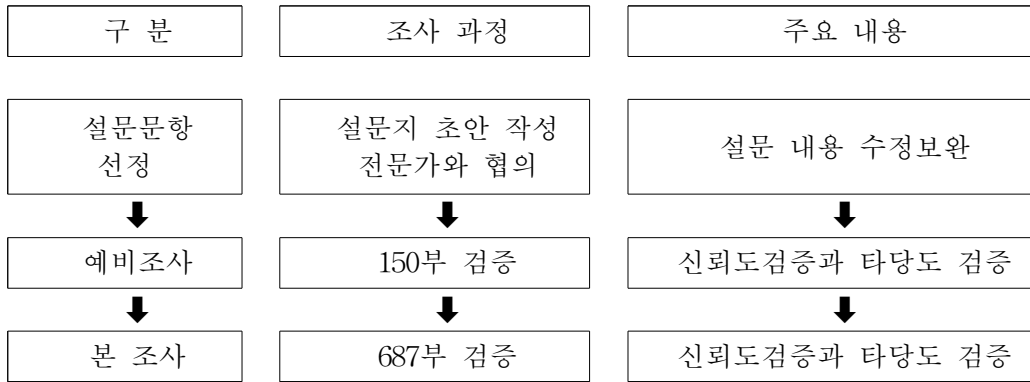 구 분
조사 과정
주요 내용
설문문항
선정
설문지 초안 작성
전문가와 협의
설문 내용 수정보완
예비조사
150부 검증
신뢰도검증과 타당도 검증
본 조사
687부 검증
신뢰도검증과 타당도 검증